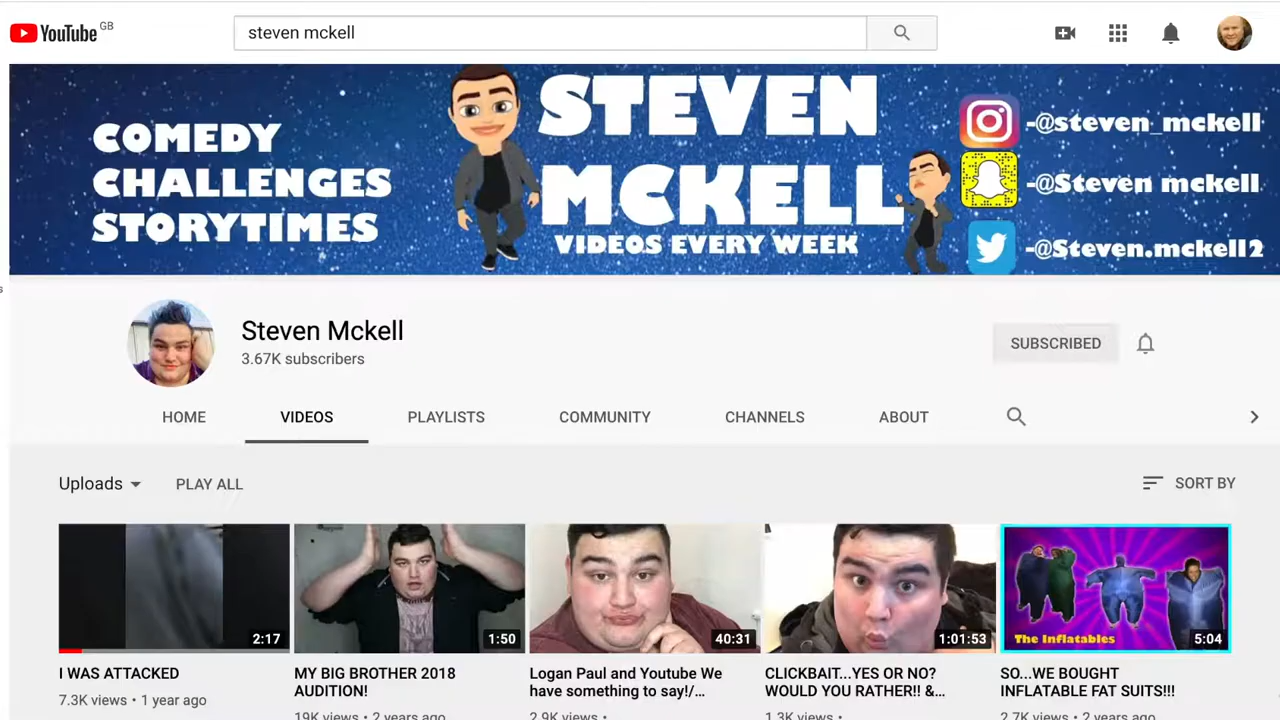 YouTube GB
steven mckell
COMEDY
CHALLENGES
STORYTIMES
STEVEN
MCKELL
VIDEOS EVERY WEEK
-@steven_mckell
-@Steven mckell
-@Steven.mckell2
s
Steven Mckell
3.67K subscribers
SUBSCRIBED
HOME VIDEOS PLAYLISTS COMMUNITY CHANNELS ABOUT
Uploads PLAY ALL SORT BY
2:17
1:50
40:31
1:01:53
The Inflatables 5:04
I WAS ATTACKED
7.3K views • 1 year ago
MY BIG BROTHER 2018
AUDITION!
19K views • 2 years ago
Logan Paul and Youtube We
have something to say!/...
2.9K views •
CLICKBAIT...YES OR NO?
WOULD YOU RATHER!! &...
1.3K views •
SO...WE BOUGHT
INFLATABLE FAT SUITS!!!
2.7K views • 2 years ago